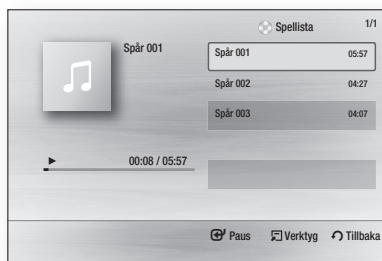 Spellista 1/1
Spår 001
Spår 001 05:57
Spår 002 04:27
Spår 003 04:07
00:08 / 05:57
Paus Verktyg Tillbaka